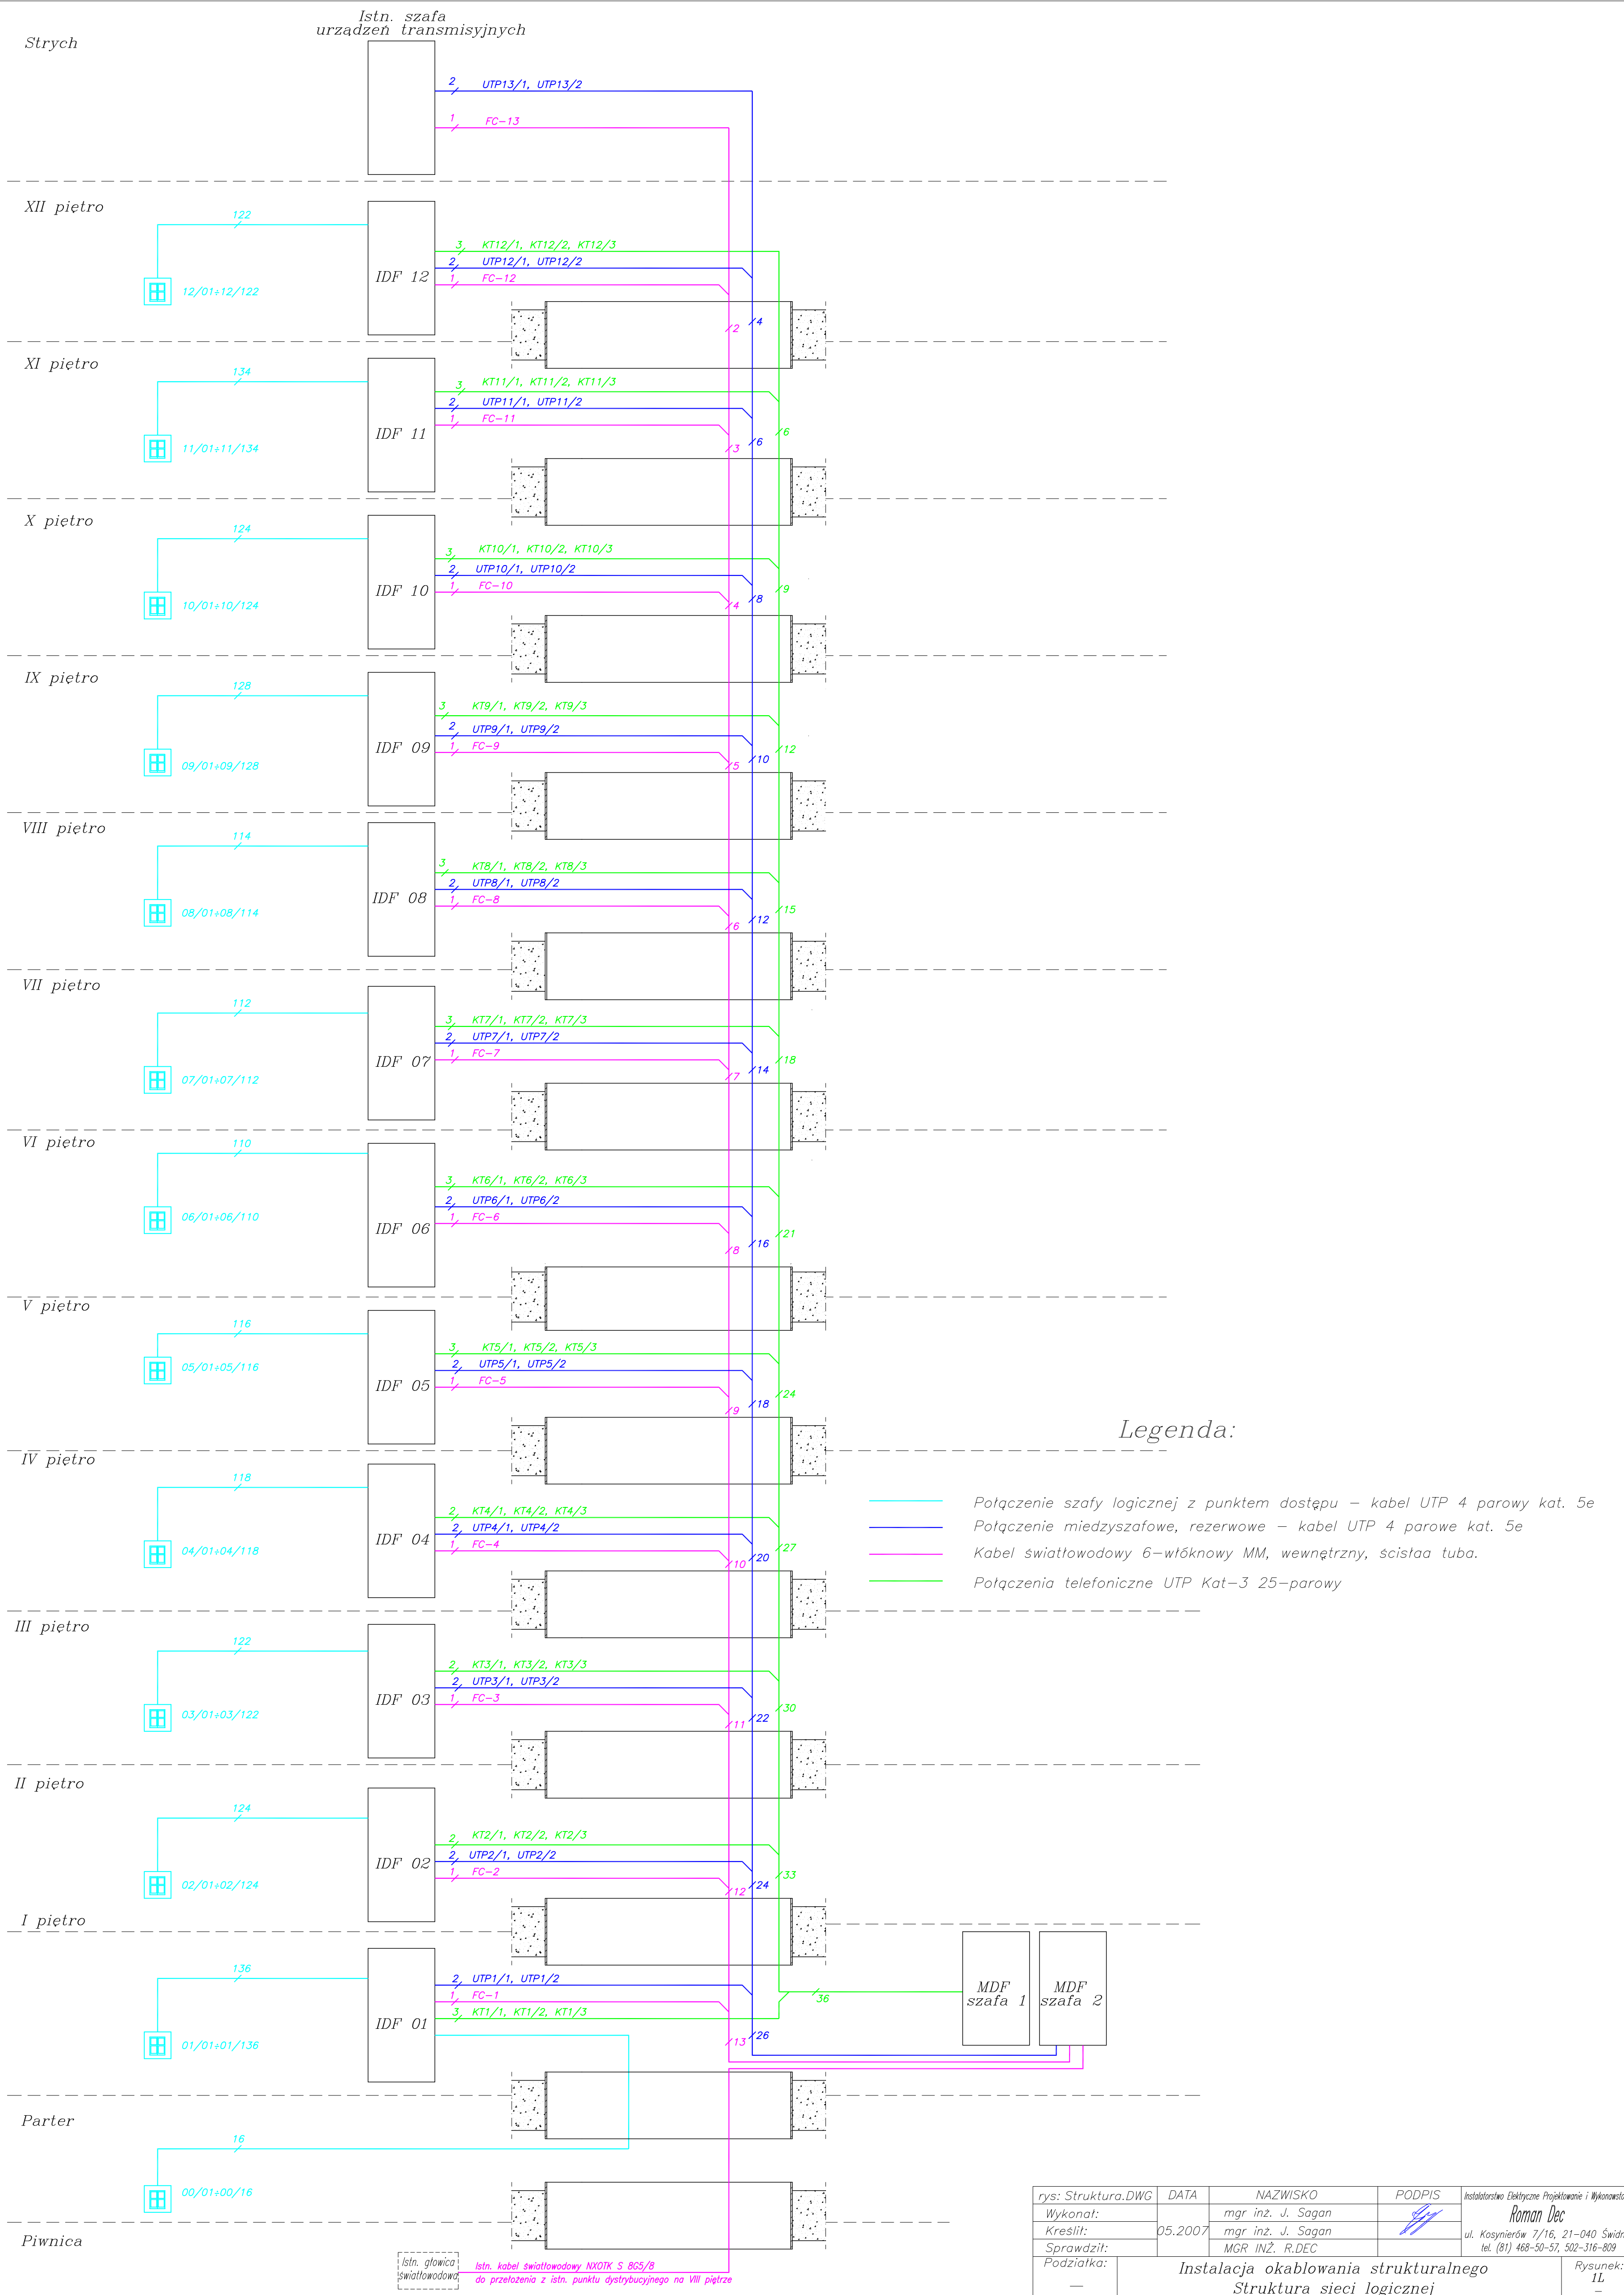 Istn. szafa
urządzeń transmisyjnych
Strych
2 UTP13/1, UTP13/2
1 FC-13
XII piętro
122
3 KT12/1, KT12/2, KT12/3
2 UTP12/1, UTP12/2
1 FC-12
IDF 12
12/01÷12/122
2
4
XI piętro
134
3 KT11/1, KT11/2, KT11/3
2 UTP11/1, UTP11/2
1 FC-11
IDF 11
11/01÷11/134
3
6
6
X piętro
124
3 KT10/1, KT10/2, KT10/3
2 UTP10/1, UTP10/2
1 FC-10
IDF 10
10/01÷10/124
4
8
9
IX piętro
128
3 KT9/1, KT9/2, KT9/3
2 UTP9/1, UTP9/2
1 FC-9
IDF 09
09/01÷09/128
5
10
12
VIII piętro
114
3 KT8/1, KT8/2, KT8/3
2 UTP8/1, UTP8/2
1 FC-8
IDF 08
08/01÷08/114
6
12
15
VII piętro
112
3 KT7/1, KT7/2, KT7/3
2 UTP7/1, UTP7/2
1 FC-7
IDF 07
07/01÷07/112
7
14
18
VI piętro
110
3 KT6/1, KT6/2, KT6/3
2 UTP6/1, UTP6/2
1 FC-6
IDF 06
06/01÷06/110
8
16
21
V piętro
116
3 KT5/1, KT5/2, KT5/3
2 UTP5/1, UTP5/2
1 FC-5
IDF 05
05/01÷05/116
9
18
24
Legenda:
Połączenie szafy logicznej z punktem dostępu – kabel UTP 4 parowy kat. 5e
Połączenie miedzyszafowe, rezerwowe – kabel UTP 4 parowe kat. 5e
Kabel światłowodowy 6-włóknowy MM, wewnętrzny, ścisłaa tuba.
Połączenia telefoniczne UTP Kat-3 25-parowy
IV piętro
118
2 KT4/1, KT4/2, KT4/3
2 UTP4/1, UTP4/2
1 FC-4
IDF 04
04/01÷04/118
10
20
27
III piętro
122
2 KT3/1, KT3/2, KT3/3
2 UTP3/1, UTP3/2
1 FC-3
IDF 03
03/01÷03/122
11
22
30
II piętro
124
2 KT2/1, KT2/2, KT2/3
2 UTP2/1, UTP2/2
1 FC-2
IDF 02
02/01÷02/124
12
24
33
I piętro
136
2 UTP1/1, UTP1/2
1 FC-1
3 KT1/1, KT1/2, KT1/3
IDF 01
01/01÷01/136
13
26
36
MDF
szafa 1
MDF
szafa 2
Parter
16
00/01÷00/16
Piwnica
Istn. głowica
światłowodowa
Istn. kabel światłowodowy NXOTK S 8G5/8
do przełożenia z istn. punktu dystrybucyjnego na VIII piętrze
rys: Struktura.DWG DATA NAZWISKO PODPIS
Wykonał: mgr inż. J. Sagan
Kreślił: 05.2007 mgr inż. J. Sagan
Sprawdził: MGR INŻ. R.DEC
Instalatorstwo Elektryczne Projektowanie i
Roman Dec
ul. Kosynierów 7/16, 21-040
tel. (81) 468-50-57, 502-316-809
Podziałka:
—
Instalacja okablowania strukturalnego
Struktura sieci logicznej
Rysunek:
1L
—